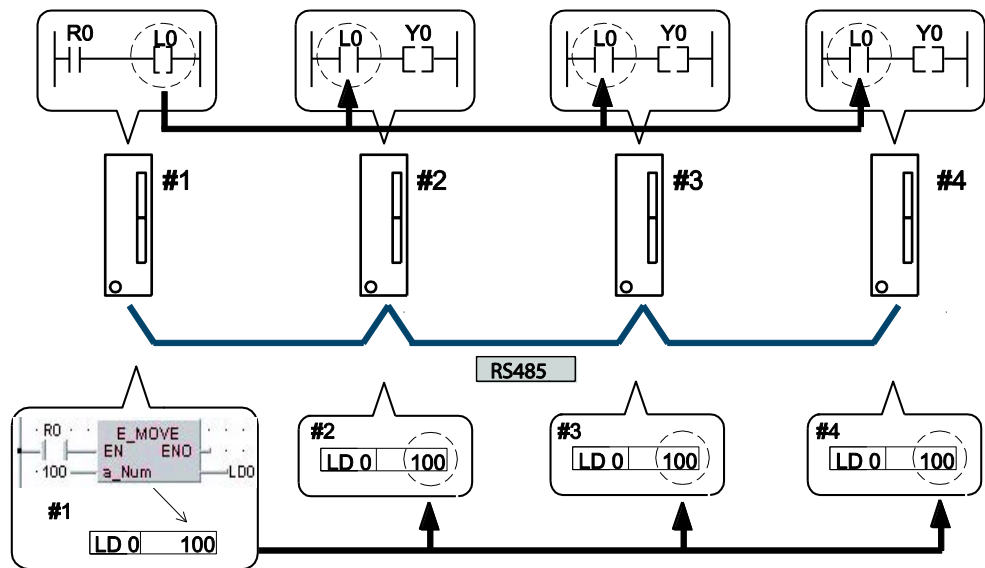 R0 L0
L0 Y0
L0 Y0
L0 Y0
#1
#2
#3
#4
RS485
R0
E_MOVE
EN ENO
100 a_Num LD0
#1
LD 0 100
#2
LD 0 100
#3
LD 0 100
#4
LD 0 100